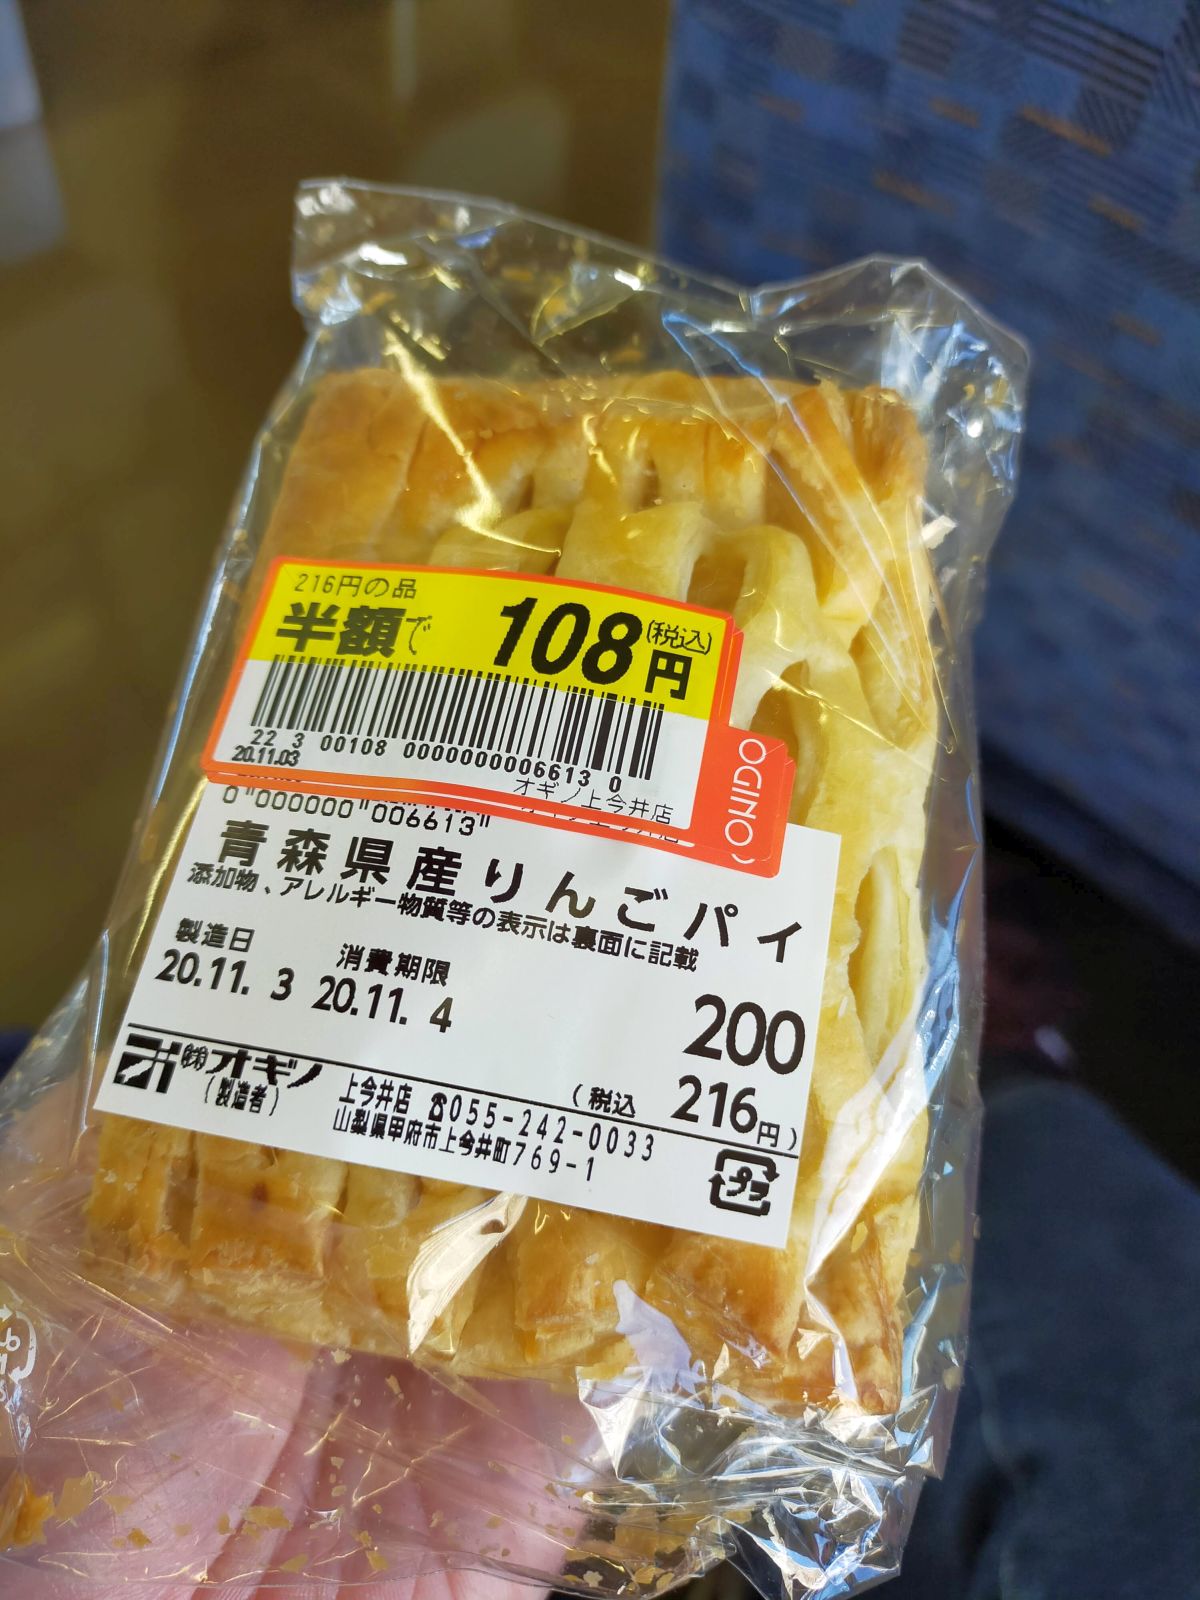 216円の品
半額で 108円(税込)
22 3 00108 0000000006613 0
20.11.03
オギノ上今井店
OGINO
0"000000"006613"
青森県産りんごパイ
添加物、アレルギー物質等の表示は裏面に記載
製造日 消費期限
20.11. 3 20.11. 4
200
(税込 216円)
㈱オギノ
(製造者)
上今井店 ☎055-242-0033
山梨県甲府市上今井町769-1
プラ